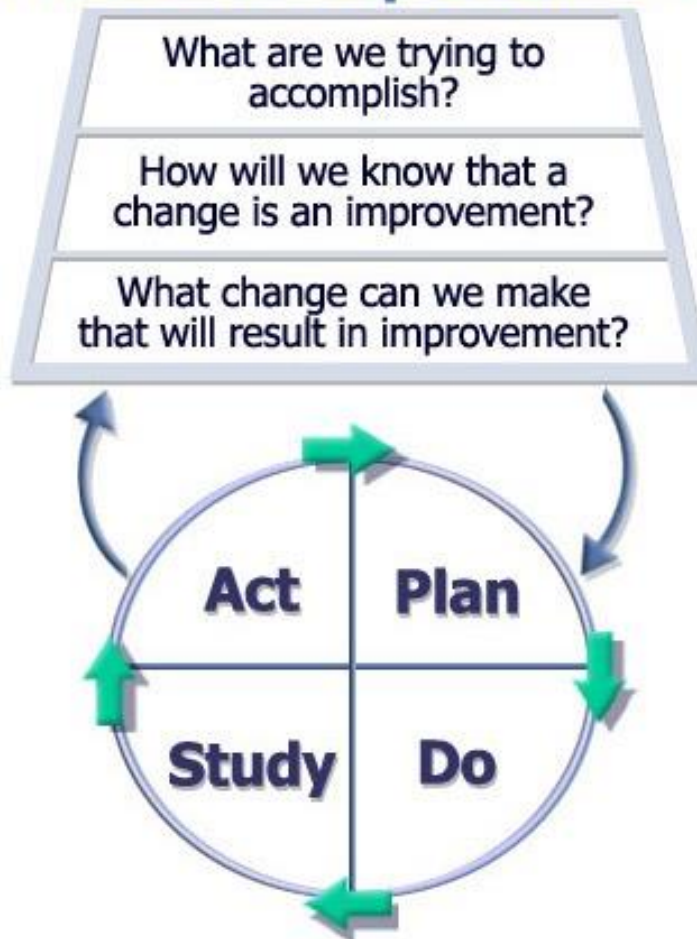 What are we trying to
accomplish?
How will we know that a
change is an improvement?
What change can we make
that will result in improvement?
Act
Plan
Study
Do